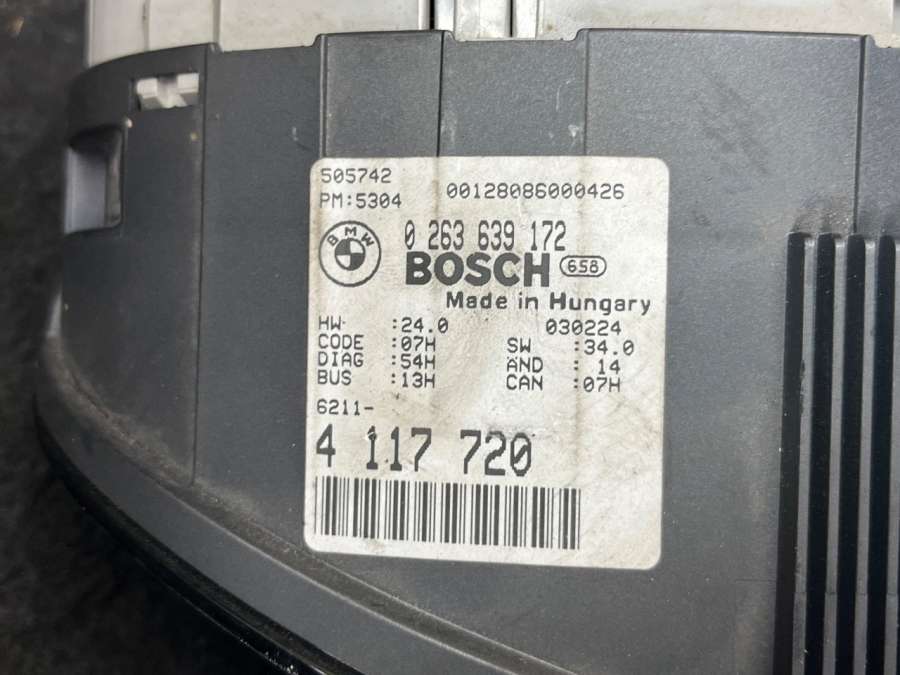 505742
PM:5304
00128086000426
BMW
0 263 639 172
BOSCH 658
Made in Hungary
HW :24.0 030224
CODE :07H SW :34.0
DIAG :54H ÄND : 14
BUS :13H CAN :07H
6211-
4 117 720